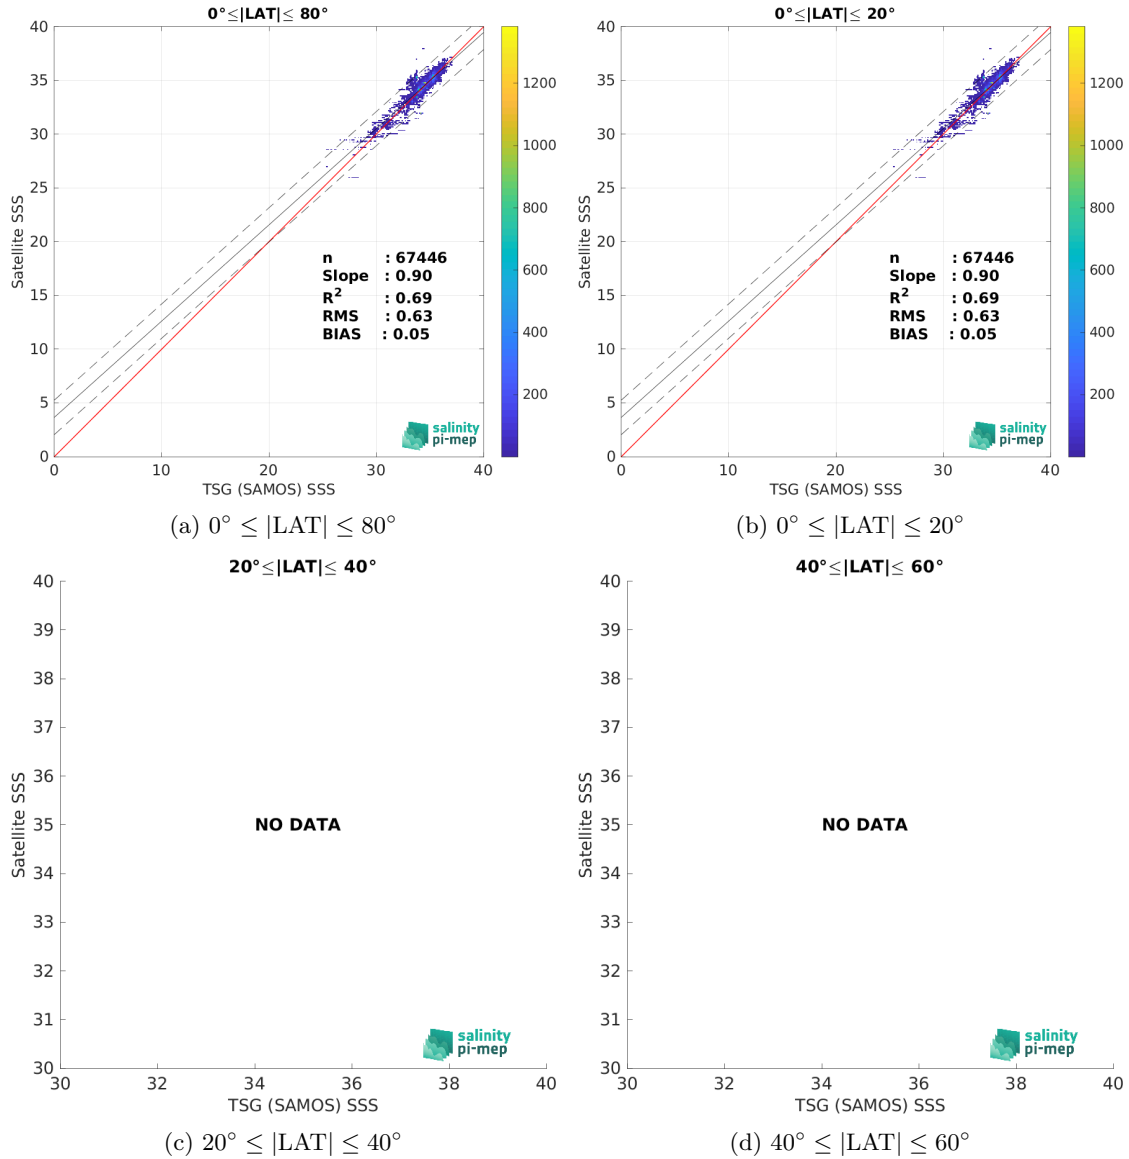 0°≤|LAT|≤ 80°
Satellite SSS
40
35
30
25
20
15
10
5
0
0
10
20
30
40
TSG (SAMOS) SSS
1200
1000
800
600
400
200
n : 67446
Slope : 0.90
R² : 0.69
RMS : 0.63
BIAS : 0.05
salinity
pi-mep
(a) 0° ≤ |LAT| ≤ 80°
0°≤|LAT|≤ 20°
Satellite SSS
40
35
30
25
20
15
10
5
0
0
10
20
30
40
TSG (SAMOS) SSS
1200
1000
800
600
400
200
n : 67446
Slope : 0.90
R² : 0.69
RMS : 0.63
BIAS : 0.05
salinity
pi-mep
(b) 0° ≤ |LAT| ≤ 20°
20°≤|LAT|≤ 40°
Satellite SSS
40
39
38
37
36
35
34
33
32
31
30
NO DATA
salinity
pi-mep
30
32
34
36
38
40
TSG (SAMOS) SSS
(c) 20° ≤ |LAT| ≤ 40°
40°≤|LAT|≤ 60°
Satellite SSS
40
39
38
37
36
35
34
33
32
31
30
NO DATA
salinity
pi-mep
30
32
34
36
38
40
TSG (SAMOS) SSS
(d) 40° ≤ |LAT| ≤ 60°